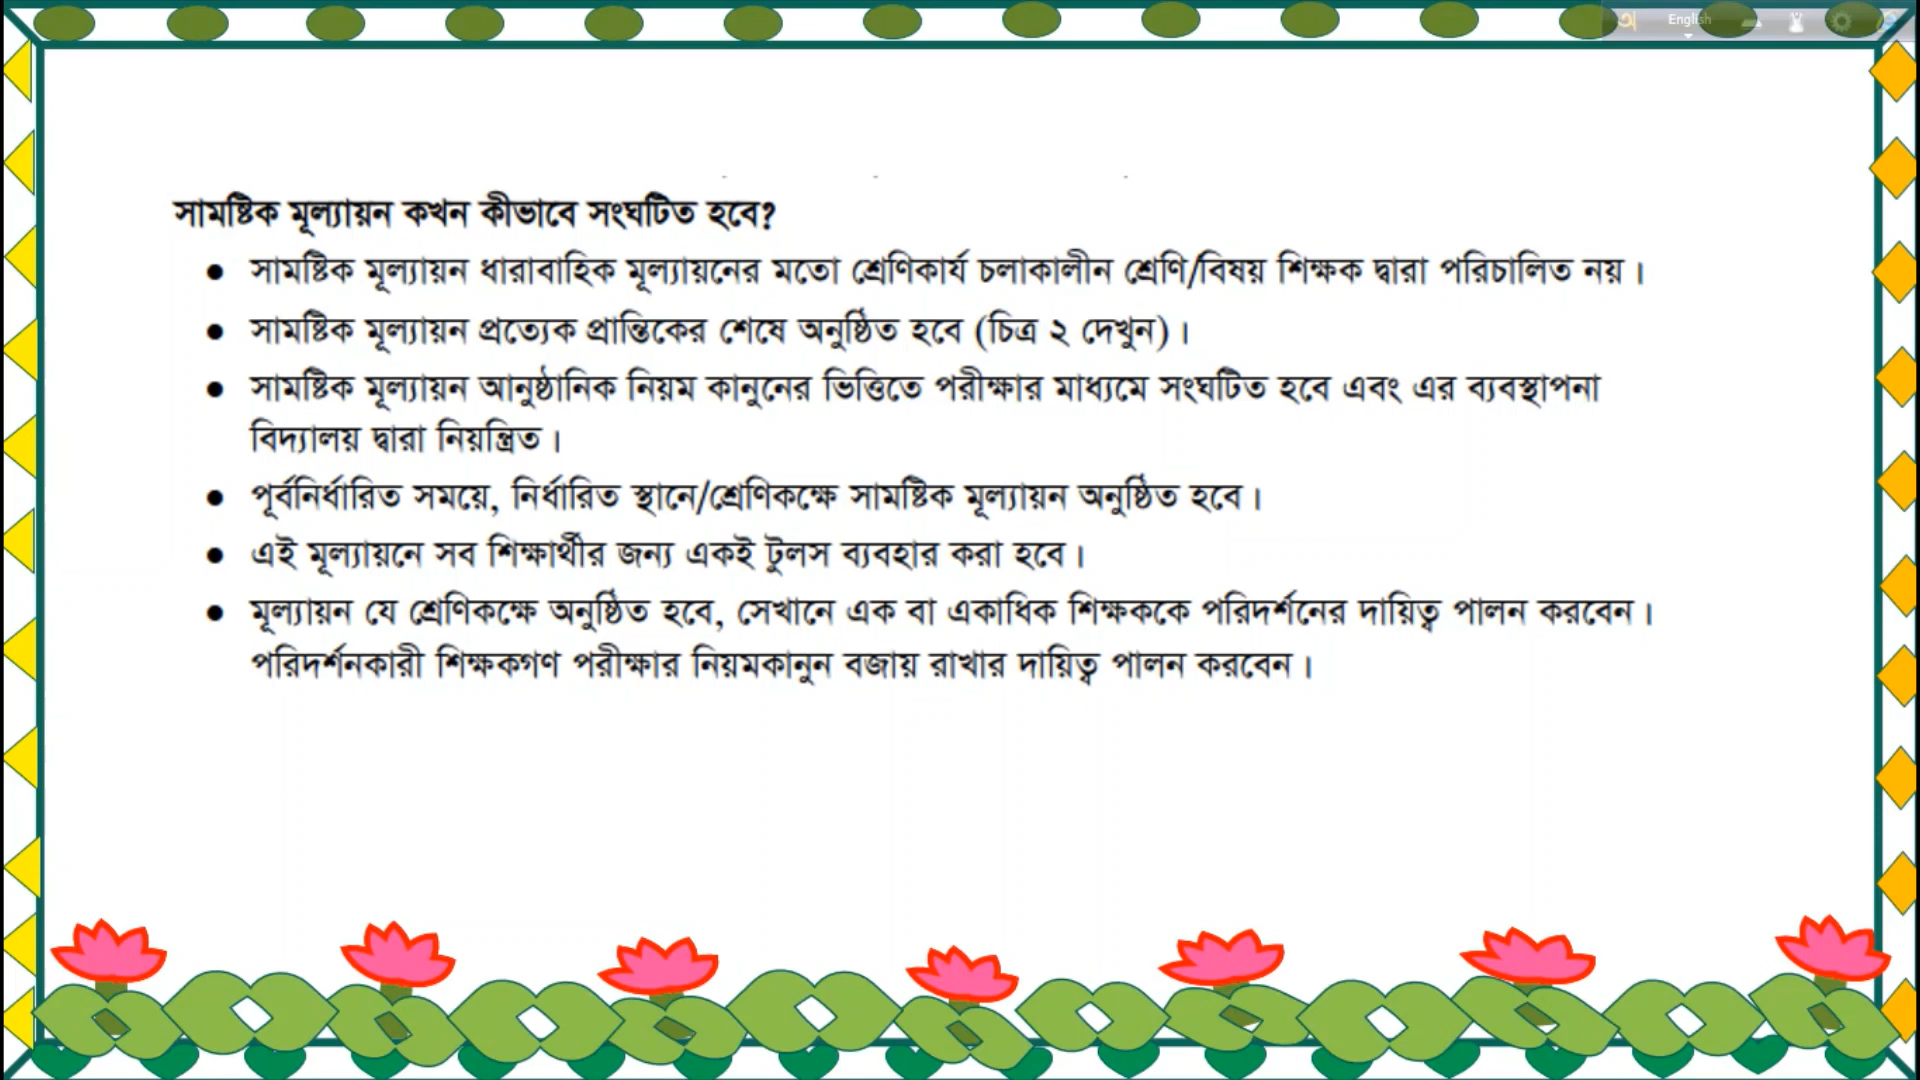 English
সামষ্টিক মূল্যায়ন কখন কীভাবে সংঘটিত হবে?
● সামষ্টিক মূল্যায়ন ধারাবাহিক মূল্যায়নের মতো শ্রেণিকার্য চলাকালীন শ্রেণি/বিষয় শিক্ষক দ্বারা পরিচালিত নয়।
● সামষ্টিক মূল্যায়ন প্রত্যেক প্রান্তিকের শেষে অনুষ্ঠিত হবে (চিত্র ২ দেখুন)।
● সামষ্টিক মূল্যায়ন আনুষ্ঠানিক নিয়ম কানুনের ভিত্তিতে পরীক্ষার মাধ্যমে সংঘটিত হবে এবং এর ব্যবস্থাপনা
বিদ্যালয় দ্বারা নিয়ন্ত্রিত।
● পূর্বনির্ধারিত সময়ে, নির্ধারিত স্থানে/শ্রেণিকক্ষে সামষ্টিক মূল্যায়ন অনুষ্ঠিত হবে।
● এই মূল্যায়নে সব শিক্ষার্থীর জন্য একই টুলস ব্যবহার করা হবে।
● মূল্যায়ন যে শ্রেণিকক্ষে অনুষ্ঠিত হবে, সেখানে এক বা একাধিক শিক্ষককে পরিদর্শনের দায়িত্ব পালন করবেন।
পরিদর্শনকারী শিক্ষকগণ পরীক্ষার নিয়মকানুন বজায় রাখার দায়িত্ব পালন করবেন।